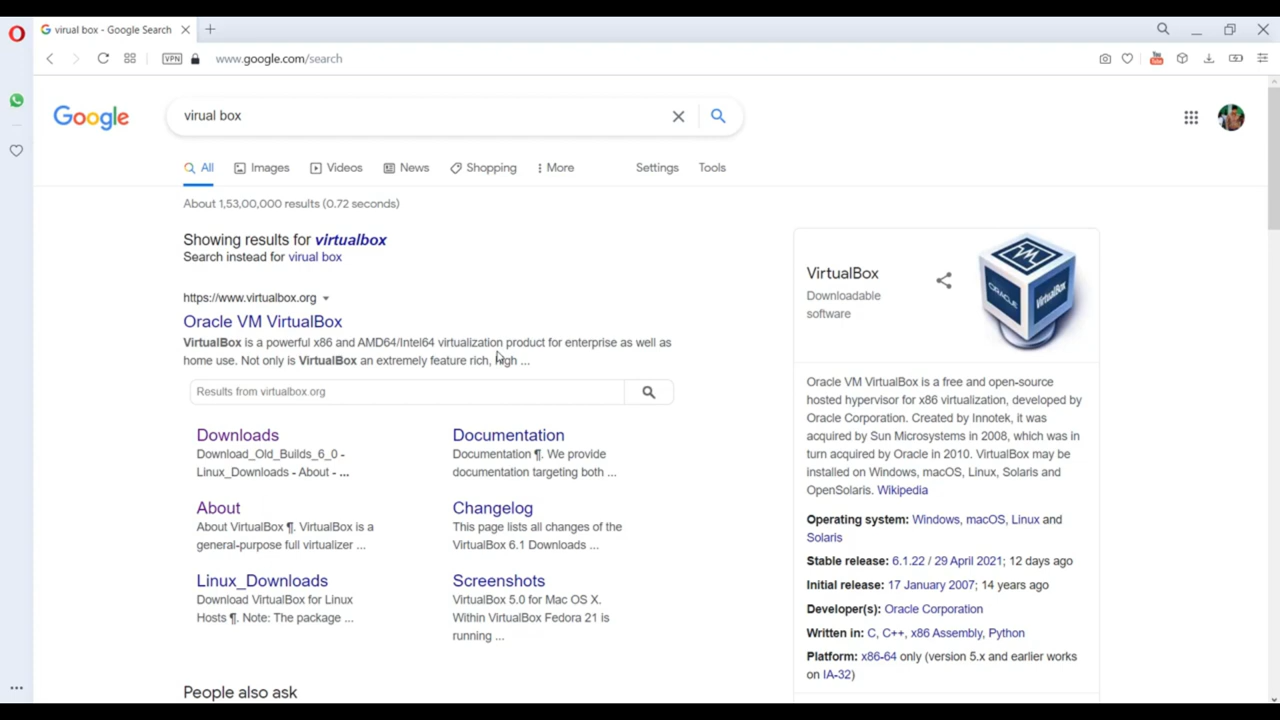 virual box - Google Search
VPN
www.google.com/search
You Tube
Google
virual box
All
Images
Videos
News
Shopping
More
Settings
Tools
About 1,53,00,000 results (0.72 seconds)
Showing results for virtualbox
Search instead for virual box
https://www.virtualbox.org
Oracle VM VirtualBox
VirtualBox is a powerful x86 and AMD64/Intel64 virtualization product for enterprise as well as
home use. Not only is VirtualBox an extremely feature rich, high ...
Results from virtualbox.org
Downloads
Download_Old_Builds_6_0 -
Linux_Downloads - About - ...
Documentation
Documentation ¶. We provide
documentation targeting both ...
About
About VirtualBox ¶. VirtualBox is a
general-purpose full virtualizer ...
Changelog
This page lists all changes of the
VirtualBox 6.1 Downloads ...
Linux_Downloads
Download VirtualBox for Linux
Hosts ¶. Note: The package ...
Screenshots
VirtualBox 5.0 for Mac OS X.
Within VirtualBox Fedora 21 is
running ...
People also ask
VirtualBox
Downloadable
software
ORACLE
VirtualBox
Oracle VM VirtualBox is a free and open-source
hosted hypervisor for x86 virtualization, developed by
Oracle Corporation. Created by Innotek, it was
acquired by Sun Microsystems in 2008, which was in
turn acquired by Oracle in 2010. VirtualBox may be
installed on Windows, macOS, Linux, Solaris and
OpenSolaris. Wikipedia
Operating system: Windows, macOS, Linux and
Solaris
Stable release: 6.1.22 / 29 April 2021; 12 days ago
Initial release: 17 January 2007; 14 years ago
Developer(s): Oracle Corporation
Written in: C, C++, x86 Assembly, Python
Platform: x86-64 only (version 5.x and earlier works
on IA-32)